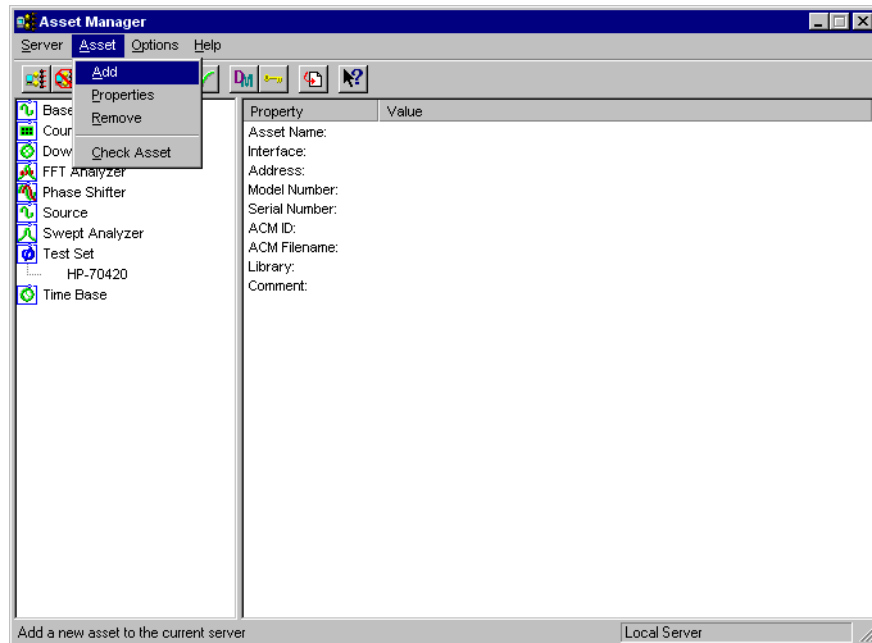 Asset Manager
Server Asset Options Help
Add
Properties
Remove
Check Asset
DM
?
Base
Cour
Dow
FFT Analyzer
Phase Shifter
Source
Swept Analyzer
Test Set
HP-70420
Time Base
Property Value
Asset Name:
Interface:
Address:
Model Number:
Serial Number:
ACM ID:
ACM Filename:
Library:
Comment:
Add a new asset to the current server
Local Server